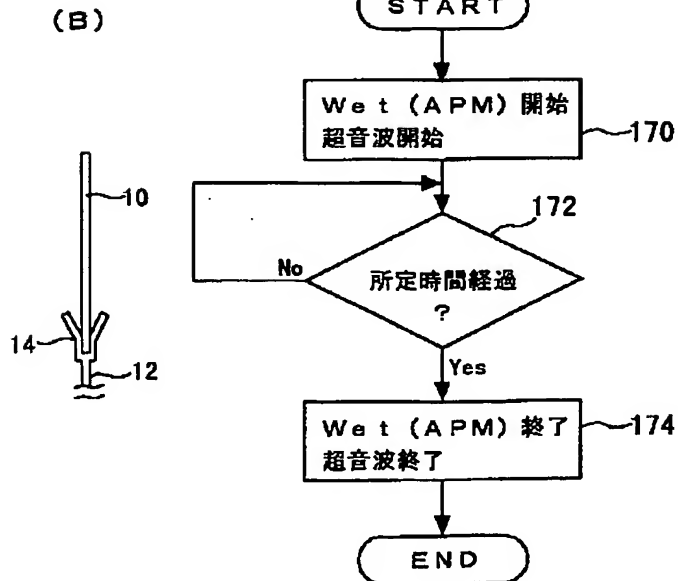 (B)
START
Wet (APM) 開始
超音波開始
170
172
10
No
所定時間経過
?
14
12
Yes
Wet (APM) 終了
超音波終了
174
END